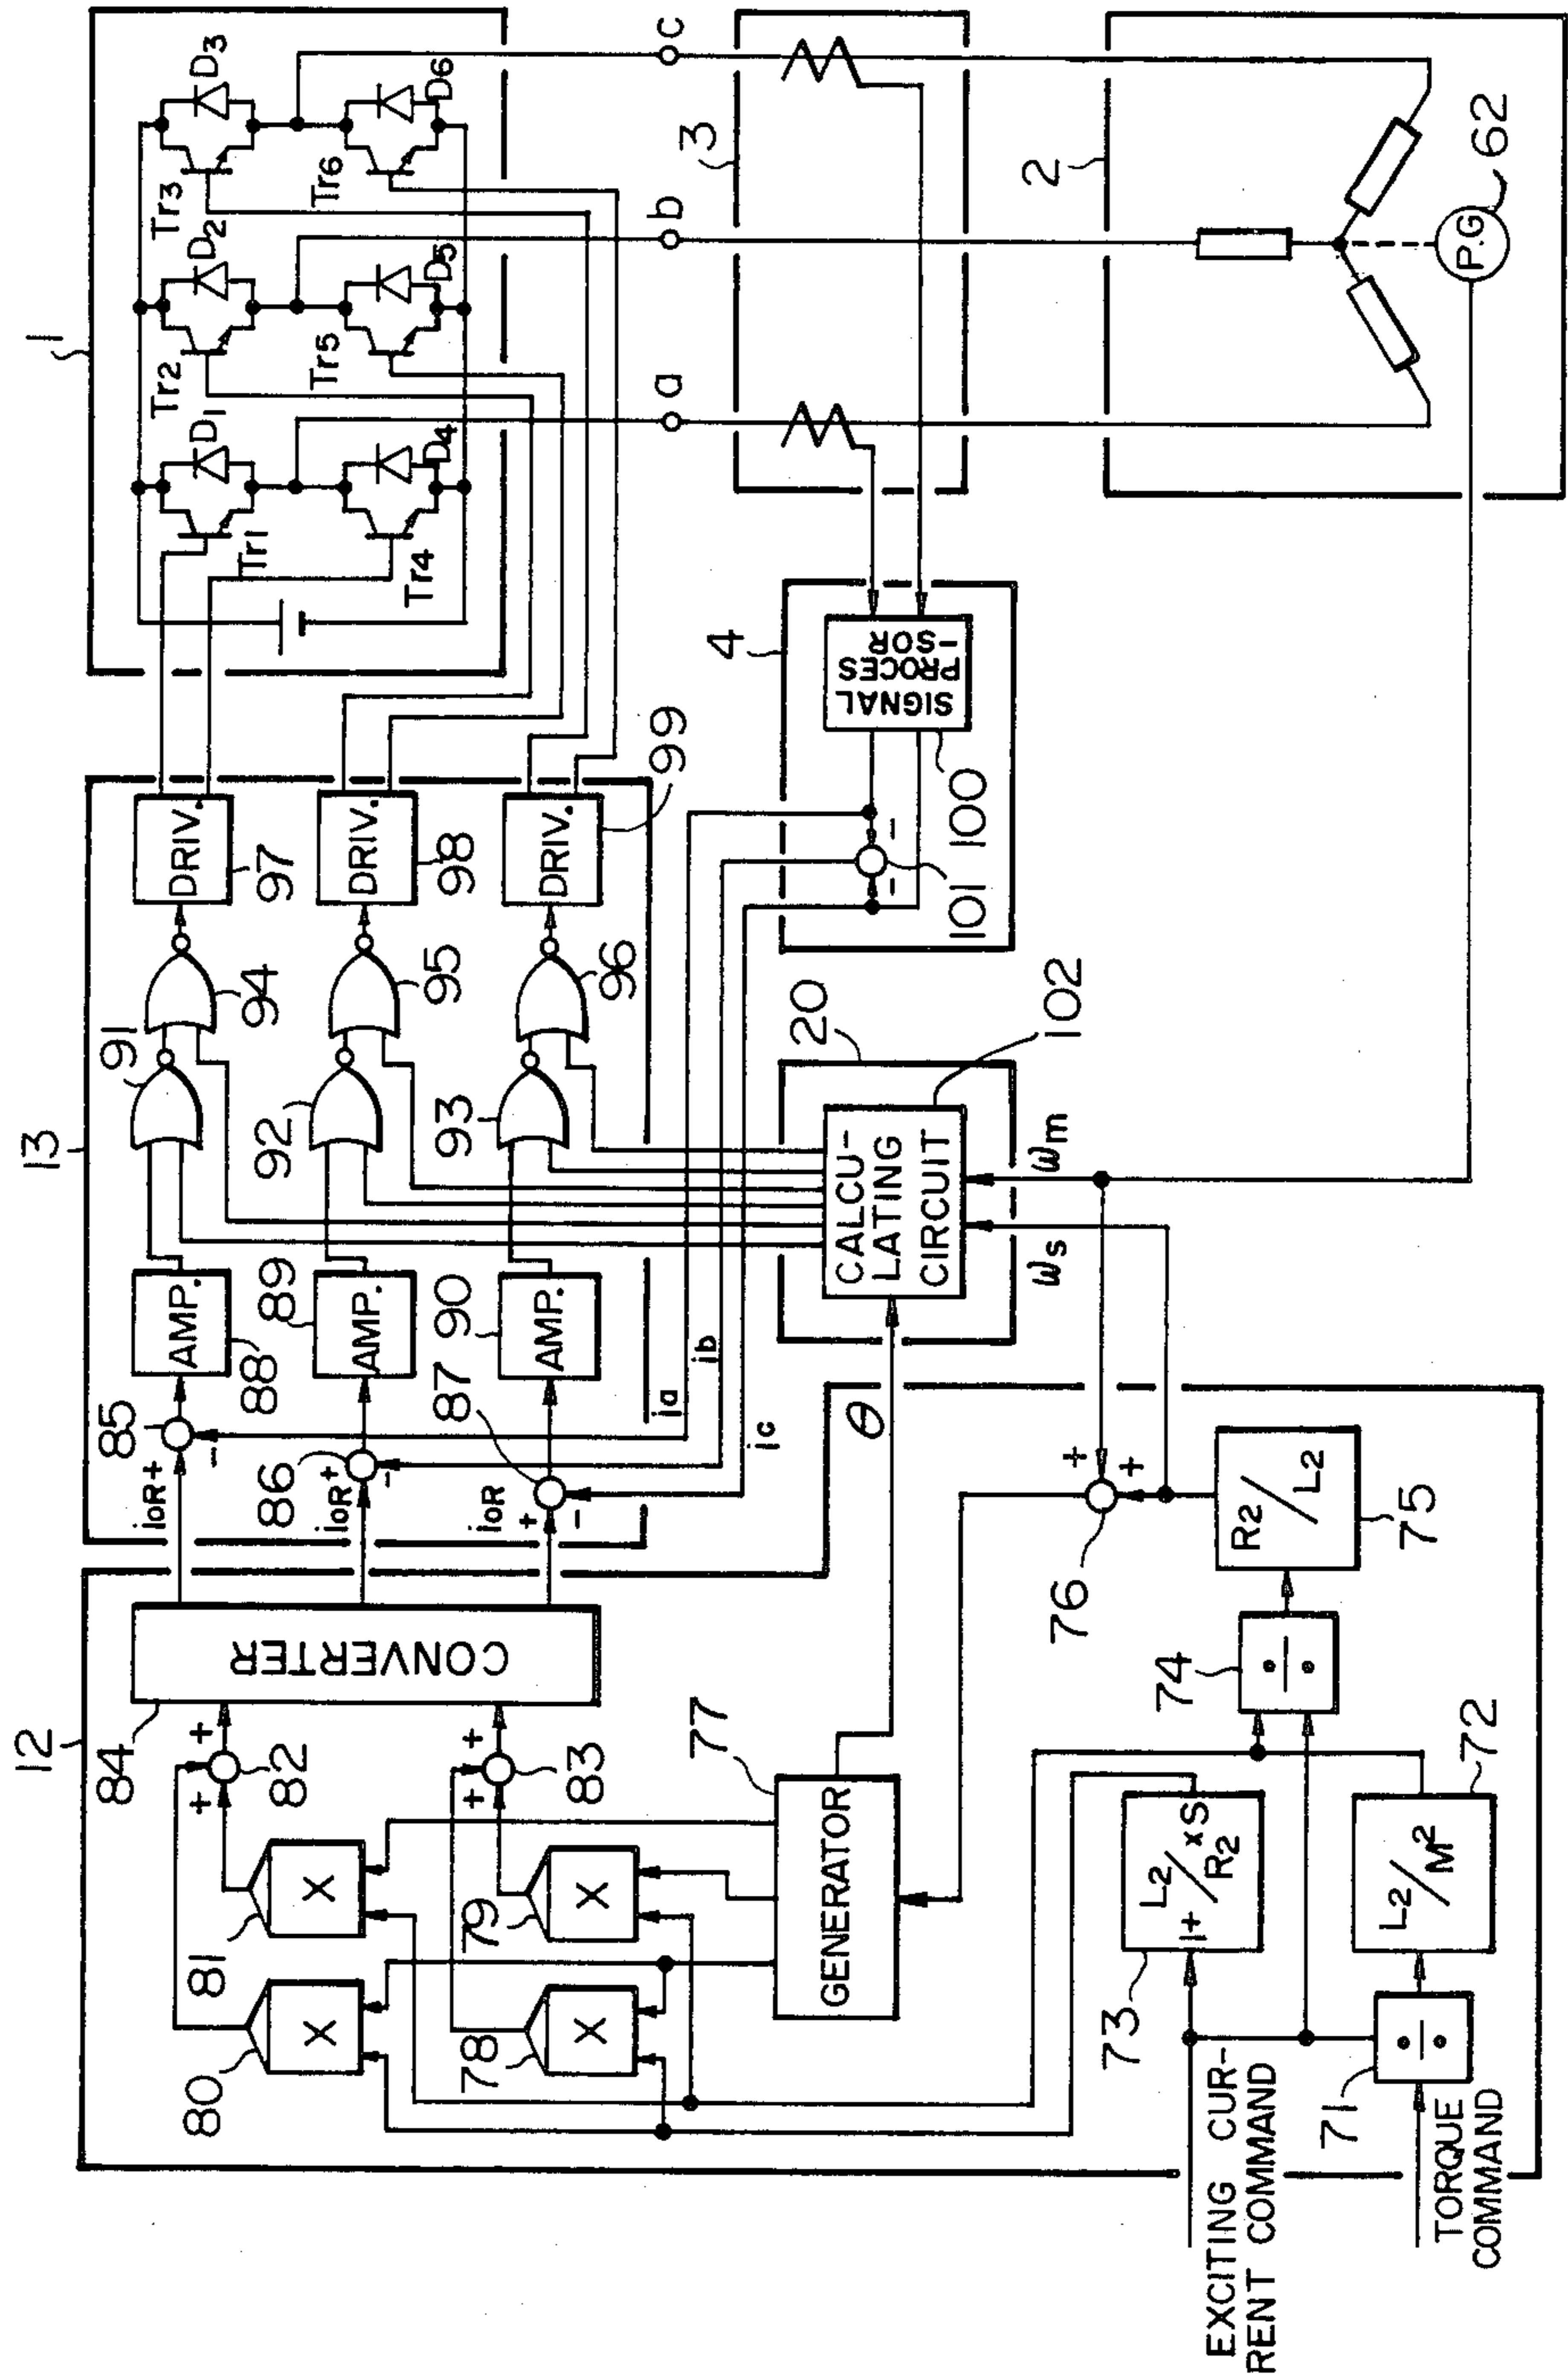 12
84
CONVERTER
82
+
+
83
+
+
80
X
81
X
78
X
79
X
77
GENERATOR
73
1+ L2/R2 xS
L2/M2
72
71
÷
74
÷
R2/L2
75
76
+
+
EXCITING CUR-
RENT COMMAND
TORQUE
COMMAND
θ
13
ioR+
85
-
ioR+
86
-
ioR
+
87
-
AMP.
88
AMP.
89
AMP.
90
91
92
93
94
95
96
DRIV.
97
DRIV.
98
DRIV.
99
ia
ib
ic
20
CALCU-
LATING
CIRCUIT
102
ωs
ωm
4
SIGNAL
PROCES
-SOR
100
101
-
-
1
Tr1
D1
Tr2
D2
Tr3
D3
Tr4
D4
Tr5
D5
Tr6
D6
a
b
c
3
2
P.G
62